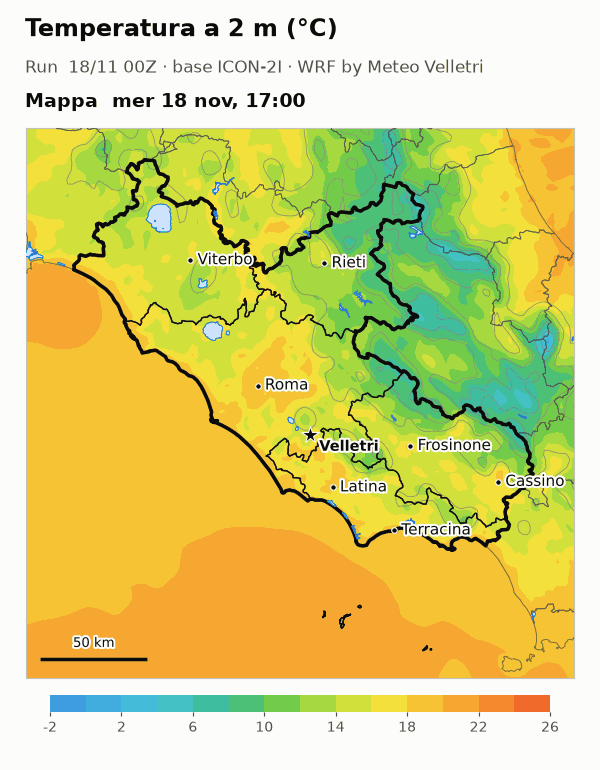 Temperatura a 2 m (°C)
Run  18/11 00Z · base ICON-2I · WRF by Meteo Velletri
Mappa  mer 18 nov, 17:00
Viterbo
Rieti
Roma
Velletri
Frosinone
Cassino
Latina
Terracina
50 km
-2 2 6 10 14 18 22 26